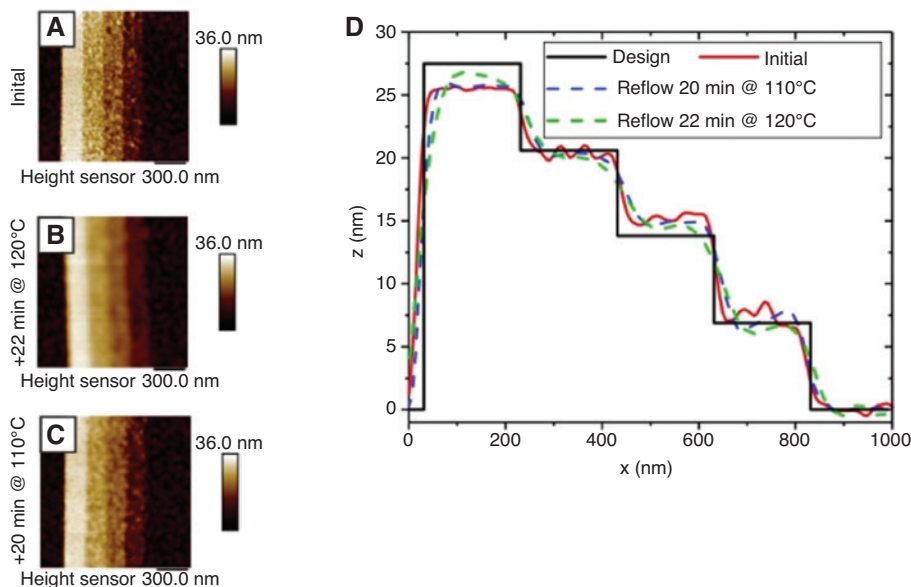 A
Initial
36.0 nm
Height sensor 300.0 nm
B
+22 min @ 120°C
36.0 nm
Height sensor 300.0 nm
C
+20 min @ 110°C
36.0 nm
Height sensor 300.0 nm
D
Design
Initial
Reflow 20 min @ 110°C
Reflow 22 min @ 120°C
z (nm)
30
25
20
15
10
5
0
0 200 400 600 800 1000
x (nm)